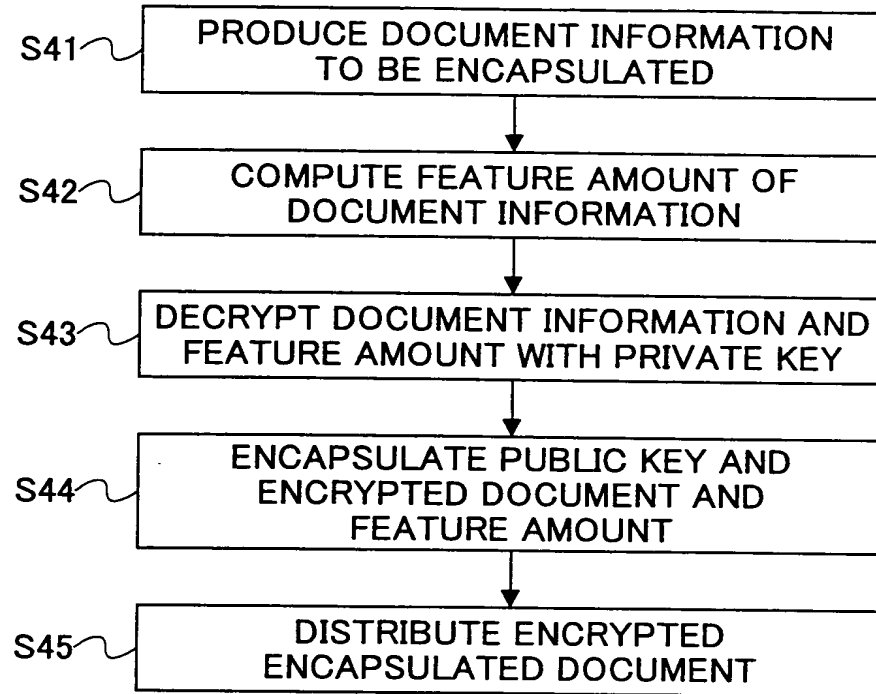 S41
PRODUCE DOCUMENT INFORMATION
TO BE ENCAPSULATED
S42
COMPUTE FEATURE AMOUNT OF
DOCUMENT INFORMATION
S43
DECRYPT DOCUMENT INFORMATION AND
FEATURE AMOUNT WITH PRIVATE KEY
S44
ENCAPSULATE PUBLIC KEY AND
ENCRYPTED DOCUMENT AND
FEATURE AMOUNT
S45
DISTRIBUTE ENCRYPTED
ENCAPSULATED DOCUMENT